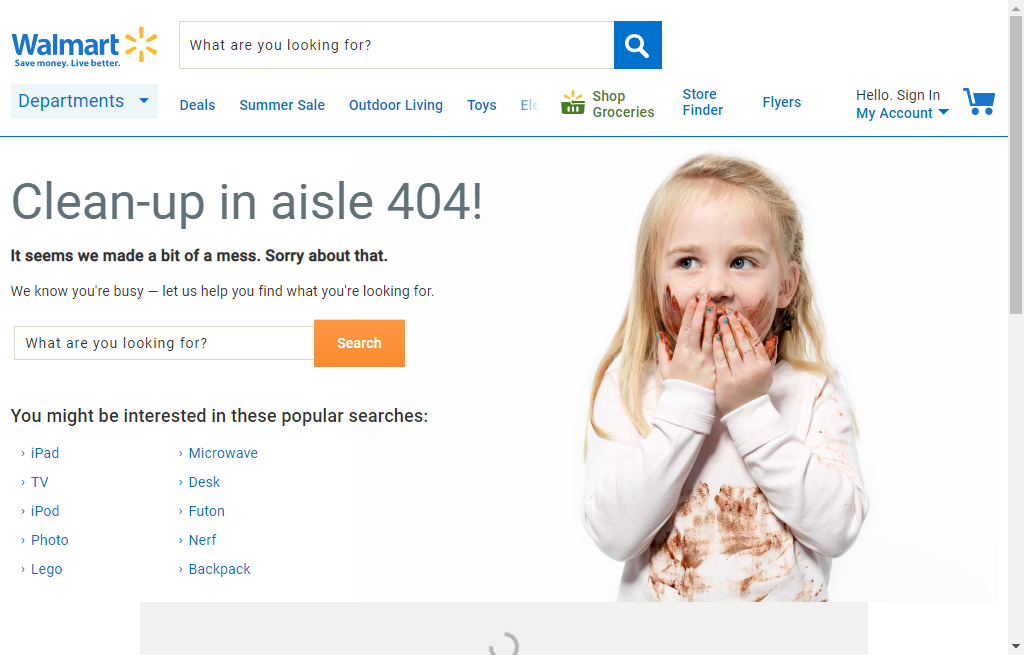 Walmart
Save money. Live better.
What are you looking for?
Departments
Deals
Summer Sale
Outdoor Living
Toys
Ele
Shop
Groceries
Store
Finder
Flyers
Hello. Sign In
My Account
Clean-up in aisle 404!
It seems we made a bit of a mess. Sorry about that.
We know you're busy — let us help you find what you're looking for.
What are you looking for?
Search
You might be interested in these popular searches:
› iPad
› TV
› iPod
› Photo
› Lego
› Microwave
› Desk
› Futon
› Nerf
› Backpack